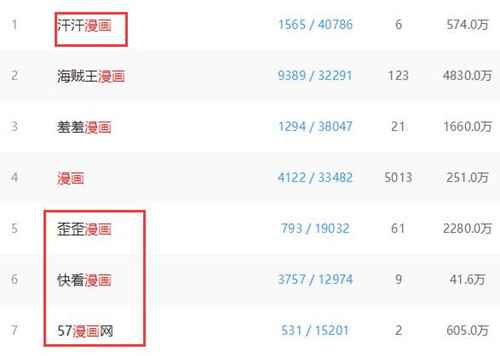 1 汗汗漫画 1565 / 40786 6 574.0万
2 海贼王漫画 9389 / 32291 123 4830.0万
3 羞羞漫画 1294 / 38047 21 1660.0万
4 漫画 4122 / 33482 5013 251.0万
5 歪歪漫画 793 / 19032 61 2280.0万
6 快看漫画 3757 / 12974 9 41.6万
7 57漫画网 531 / 15201 2 605.0万